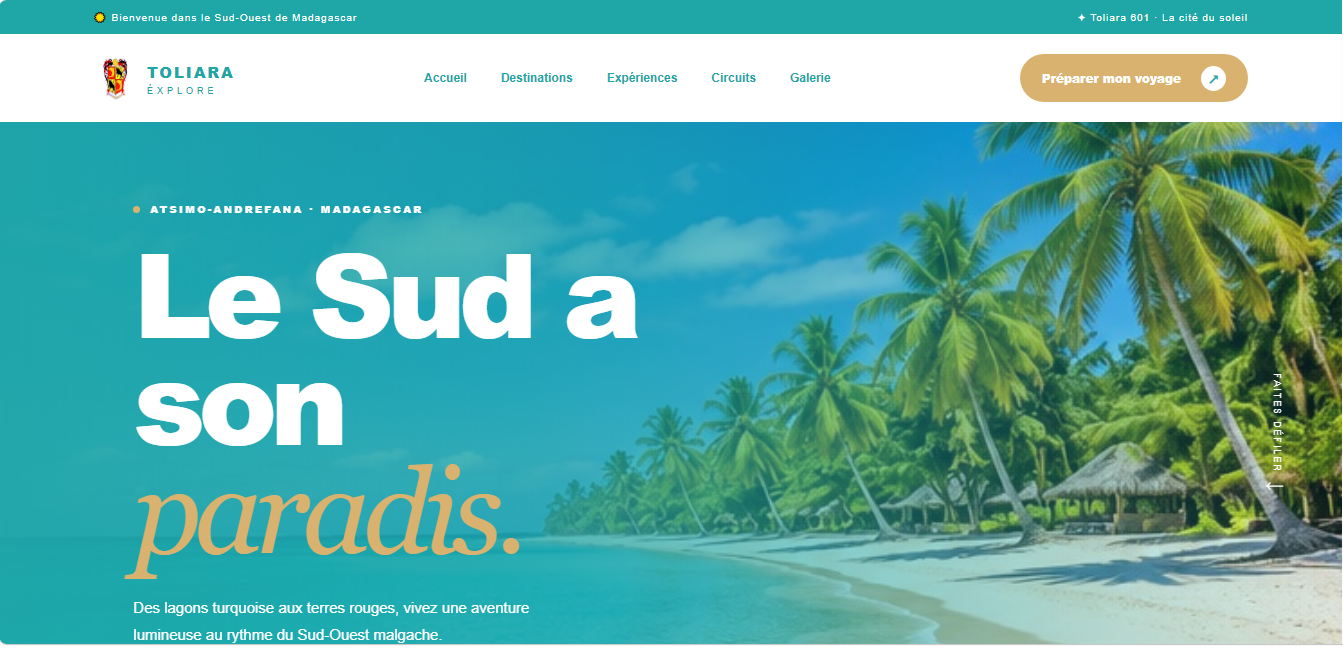 Bienvenue dans le Sud-Ouest de Madagascar
✦ Toliara 601 · La cité du soleil
TOLIARA
ÉXPLORE
Accueil
Destinations
Expériences
Circuits
Galerie
Préparer mon voyage ↗
ATSIMO-ANDREFANA · MADAGASCAR
Le Sud a
son
paradis.
FAITES DÉFILER
Des lagons turquoise aux terres rouges, vivez une aventure
lumineuse au rythme du Sud-Ouest malgache.